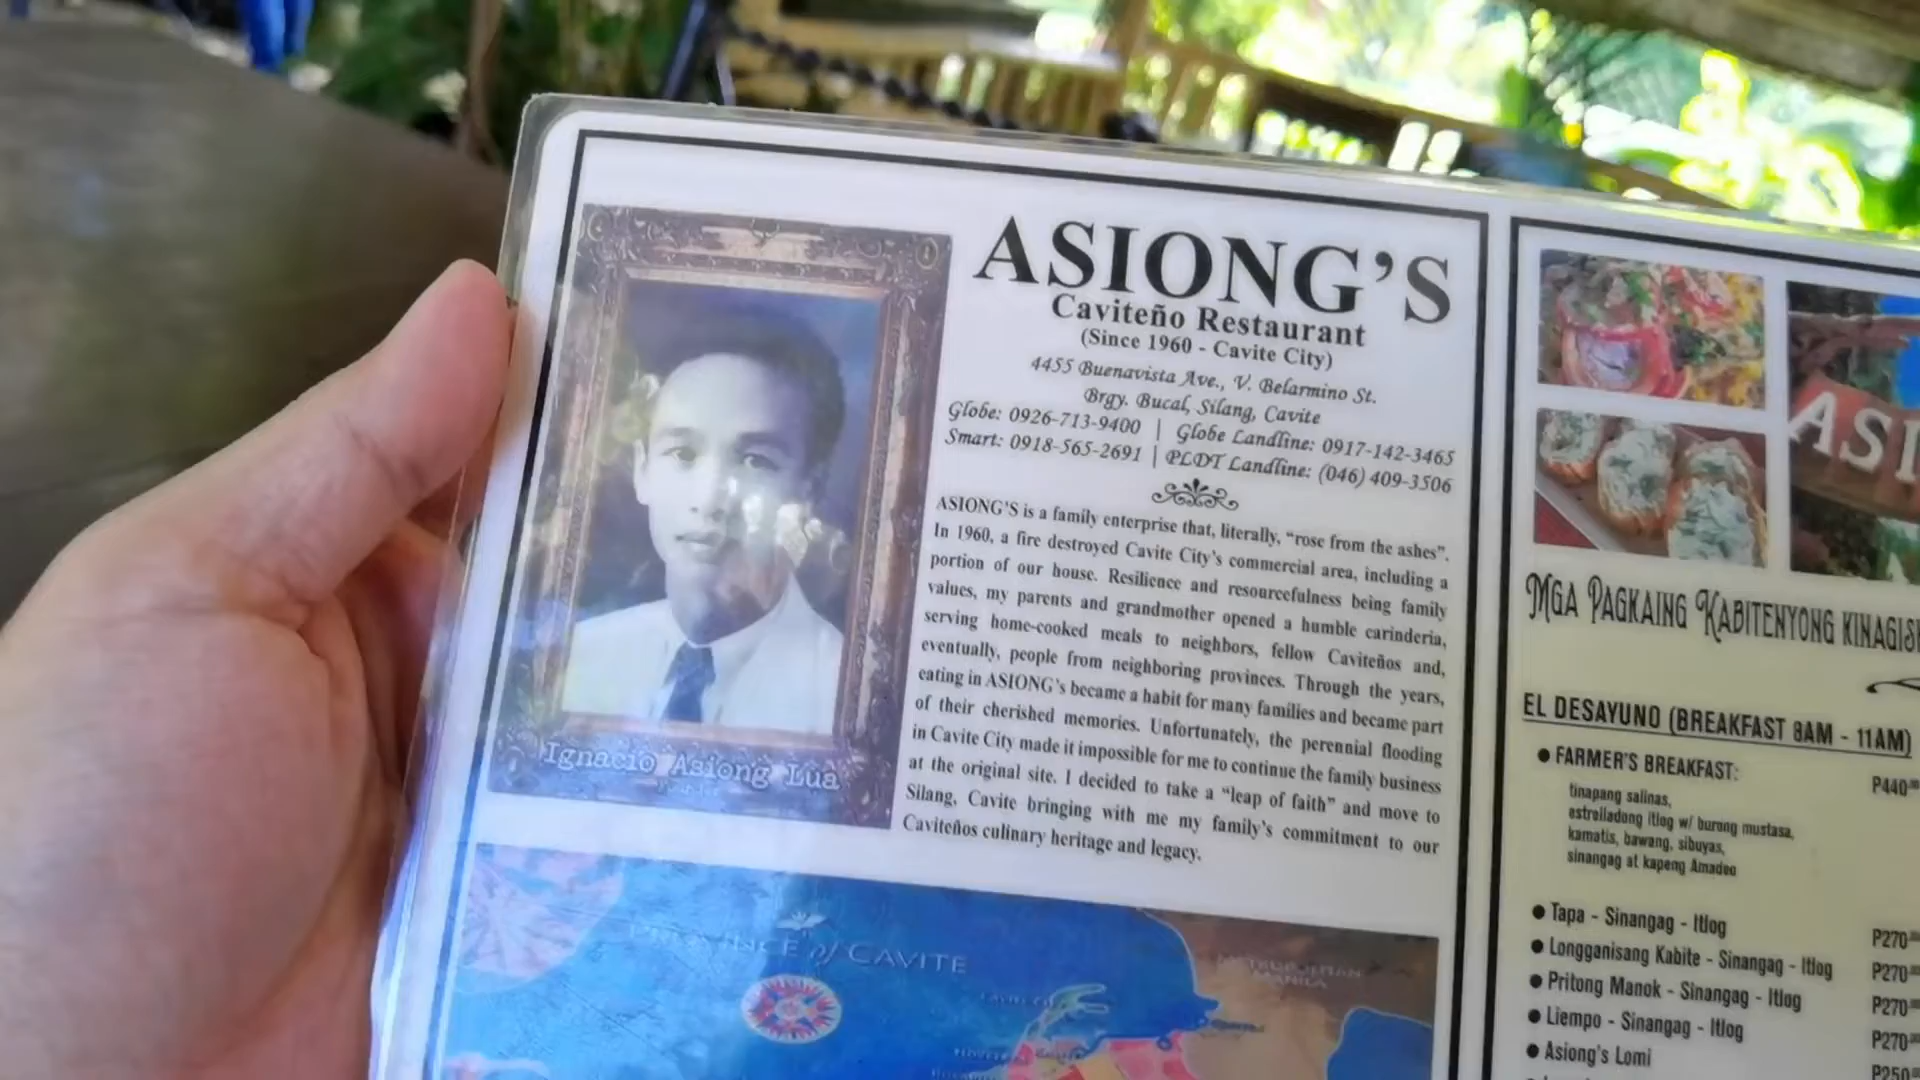 ASIONG'S
Caviteño Restaurant
(Since 1960 - Cavite City)
4455 Buenavista Ave., V. Belarmino St.
Brgy. Bucal, Silang, Cavite
Globe: 0926-713-9400 | Globe Landline: 0917-142-3465
Smart: 0918-565-2691 | PLDT Landline: (046) 409-3506
ASIONG'S is a family enterprise that, literally, "rose from the ashes".
In 1960, a fire destroyed Cavite City's commercial area, including a
portion of our house. Resilience and resourcefulness being family
values, my parents and grandmother opened a humble carinderia,
serving home-cooked meals to neighbors, fellow Caviteños and,
eventually, people from neighboring provinces. Through the years,
eating in ASIONG's became a habit for many families and became part
of their cherished memories. Unfortunately, the perennial flooding
in Cavite City made it impossible for me to continue the family business
at the original site. I decided to take a "leap of faith" and move to
Silang, Cavite bringing with me my family's commitment to our
Caviteños culinary heritage and legacy.
Ignacio Asiong Lua
PROVINCE of CAVITE
METROPOLITAN
MANILA
ASI
MGA PAGKAING KABITENYONG KINAGIS
EL DESAYUNO (BREAKFAST 8AM - 11AM)
● FARMER'S BREAKFAST: P440
tinapang salinas,
estrelladong itlog w/ burong mustasa,
kamatis, bawang, sibuyas,
sinangag at kapeng Amadeo
● Tapa - Sinangag - Itlog P270
● Longganisang Kabite - Sinangag - Itlog P270
● Pritong Manok - Sinangag - Itlog P270
● Liempo - Sinangag - Itlog P270
● Asiong's Lomi P250